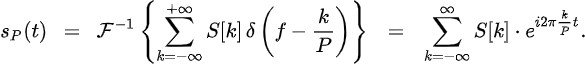 $s_P(t) \;\; = \;\; \mathcal{F}^{-1}\left\{\sum_{k=-\infty}^{+\infty} S[k]\, \delta\left(f - \frac{k}{P}\right)\right\} \;\; = \;\; \sum_{k=-\infty}^{\infty} S[k] \cdot e^{i2\pi \frac{k}{P} t}.$